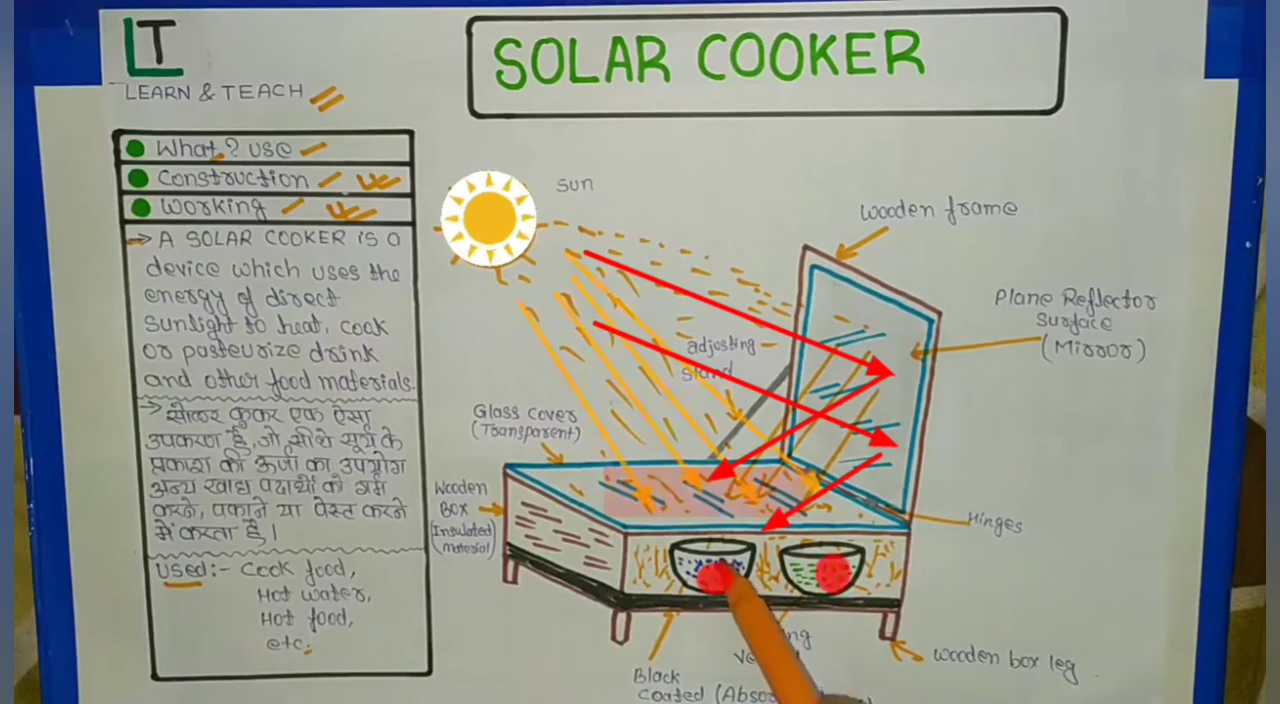 LT
LEARN & TEACH
SOLAR COOKER
What? use
Construction
Working
→ A SOLAR COOKER is a
device which uses the
energy of direct
sunlight to heat, cook
or pasteurize drink
and other food materials.
→ सोलर कुकर एक ऐसा
उपकरण है, जो सीधे सूर्य के
प्रकाश की ऊर्जा का उपयोग
अन्य खाद्य पदार्थों को गर्म
करने, पकाने या पेस्ट करने
में करता है।
Used:- Cook food,
Hot water,
Hot food,
etc.
Sun
Wooden frame
Plane Reflector
Surface
(Mirror)
adjusting
stand
Glass Cover
(Transparent)
Wooden
Box
(Insulated
Material)
Hinges
Wooden box leg
Black
Coated